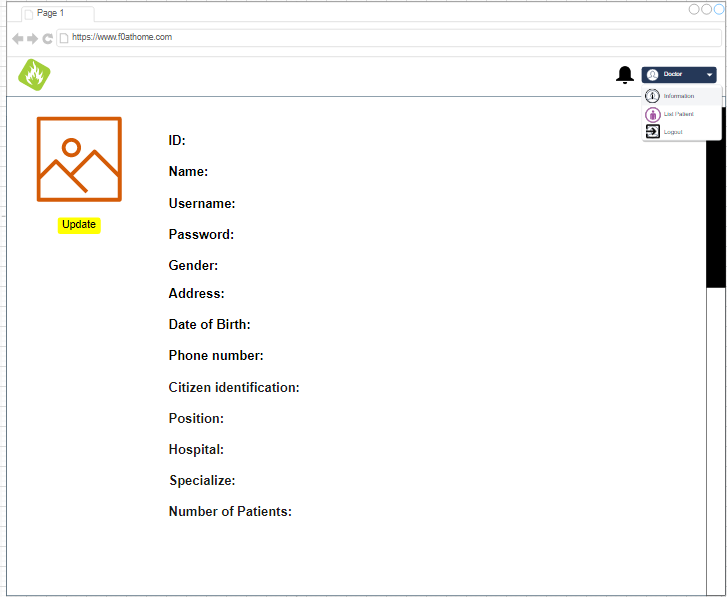 Page 1
https://www.f0athome.com
Doctor
Information
List Patient
Logout
Update
ID:
Name:
Username:
Password:
Gender:
Address:
Date of Birth:
Phone number:
Citizen identification:
Position:
Hospital:
Specialize:
Number of Patients: